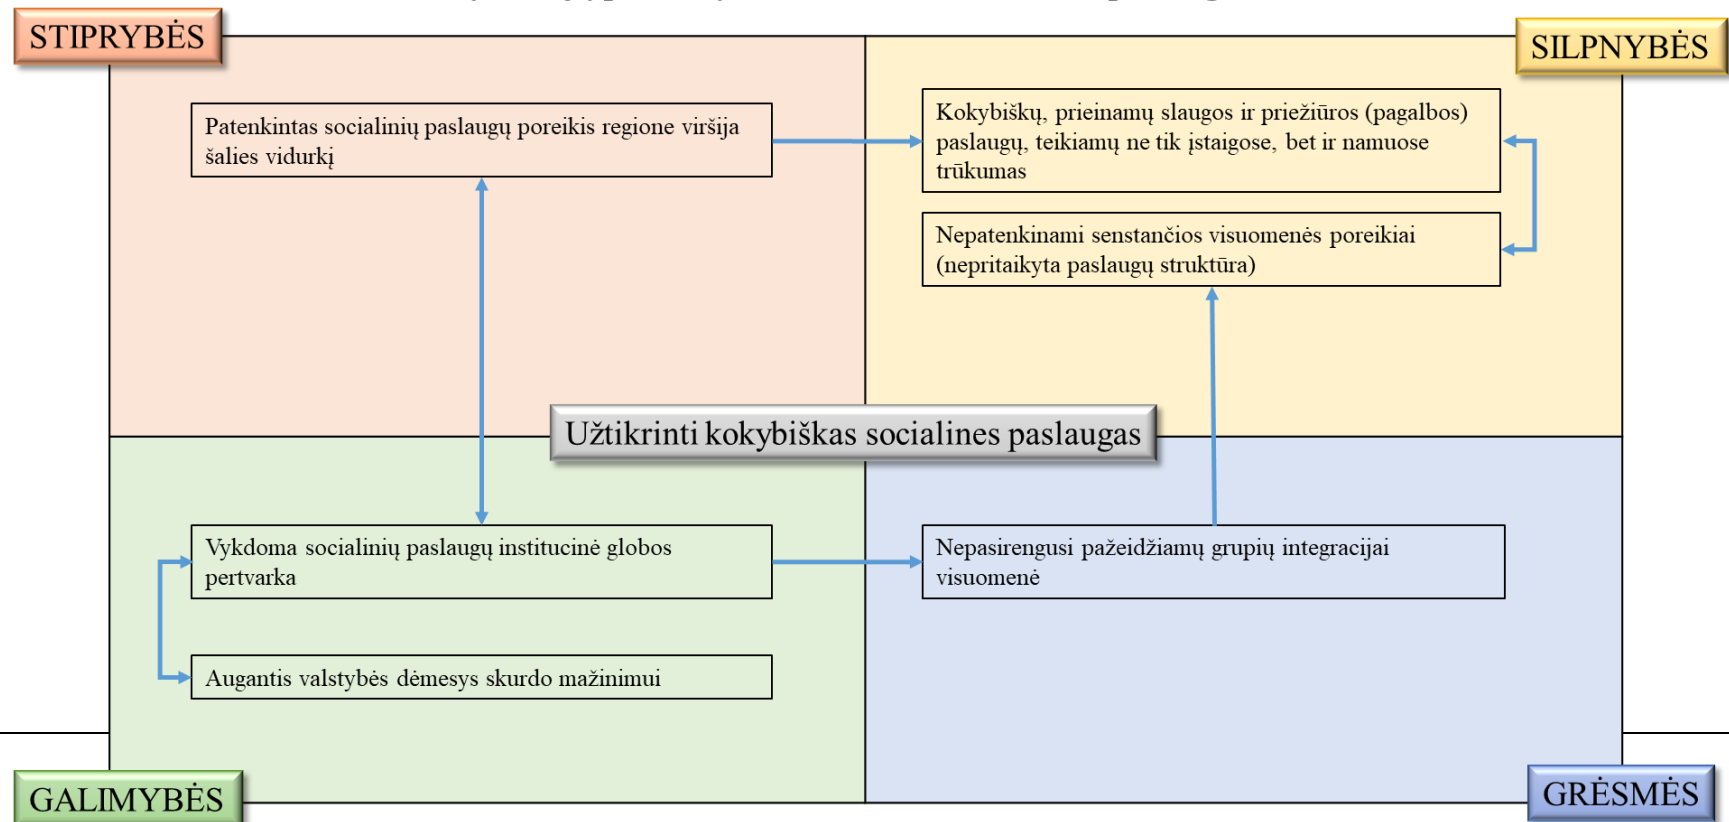 STIPRYBĖS
SILPNYBĖS
Patenkintas socialinių paslaugų poreikis regione viršija
šalies vidurkį
Kokybiškų, prieinamų slaugos ir priežiūros (pagalbos)
paslaugų, teikiamų ne tik įstaigose, bet ir namuose
trūkumas
Nepatenkinami senstančios visuomenės poreikiai
(nepritaikyta paslaugų struktūra)
Užtikrinti kokybiškas socialines paslaugas
Vykdoma socialinių paslaugų institucinė globos
pertvarka
Nepasirengusi pažeidžiamų grupių integracijai
visuomenė
Augantis valstybės dėmesys skurdo mažinimui
GALIMYBĖS
GRĖSMĖS